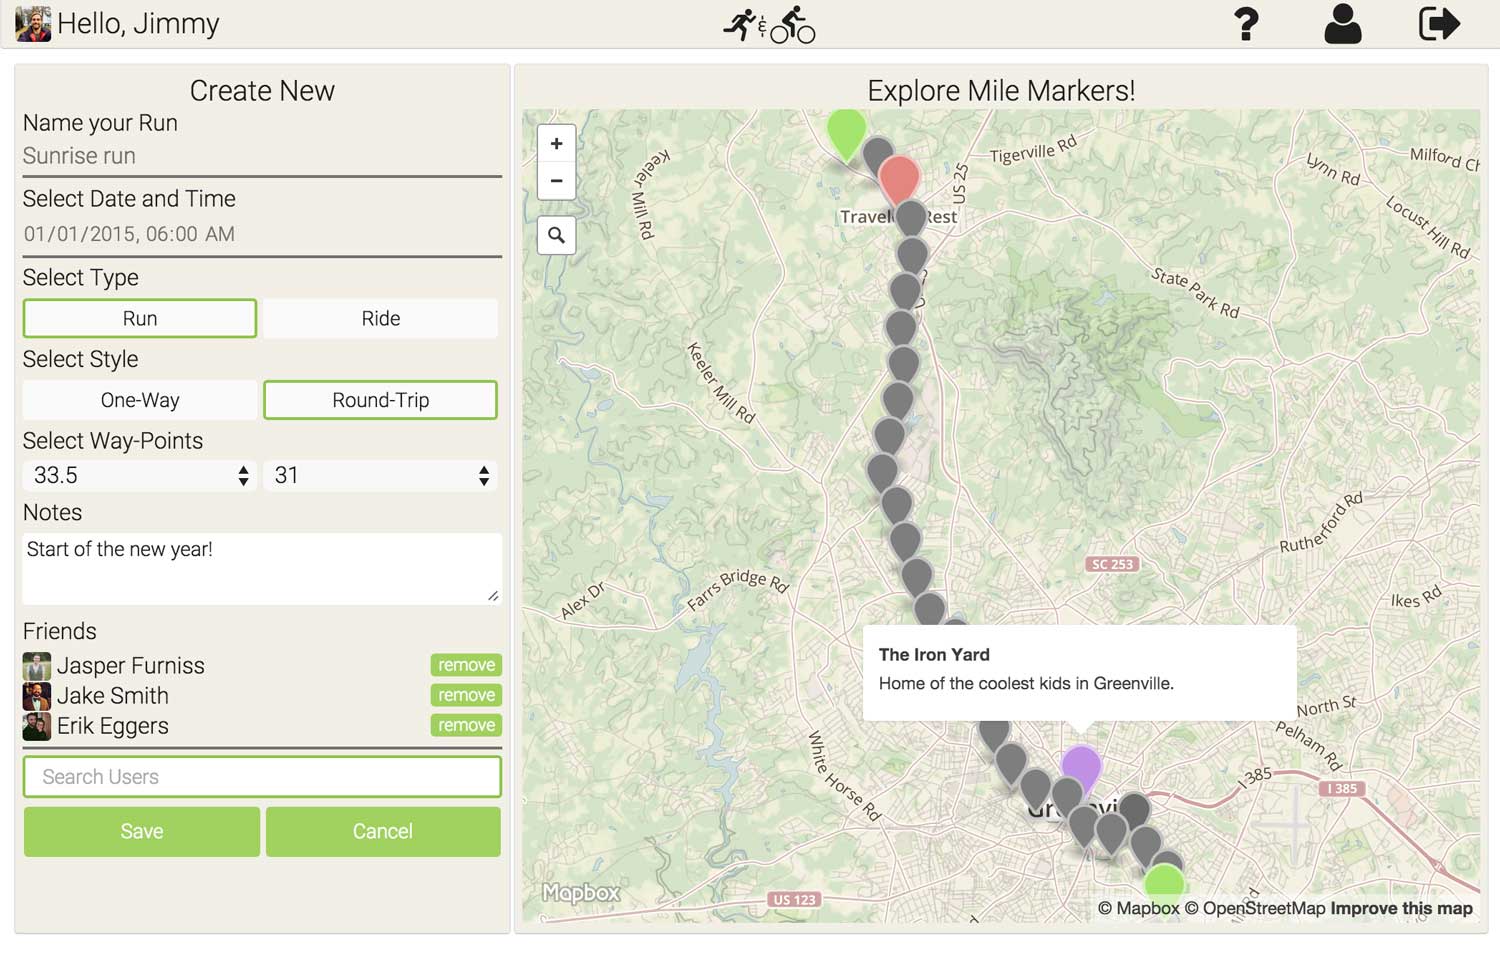 Hello, Jimmy
&
?
Create New
Name your Run
Sunrise run
Select Date and Time
01/01/2015, 06:00 AM
Select Type
Run
Ride
Select Style
One-Way
Round-Trip
Select Way-Points
33.5
31
Notes
Start of the new year!
Friends
Jasper Furniss
remove
Jake Smith
remove
Erik Eggers
remove
Search Users
Save
Cancel
Explore Mile Markers!
+
−
Keeler Mill Rd
US 25
Tigerville Rd
Lynn Rd
Milford
Locust Hill Rd
Rest
State Park Rd
Keeler Mill Rd
Rutherford Rd
SC 253
Alex Dr
Farrs Bridge Rd
Ikes Rd
The Iron Yard
Home of the coolest kids in Greenville.
North St
Pelham Rd
White Horse Rd
I 385
I 385
US 123
Mapbox
© Mapbox © OpenStreetMap Improve this map